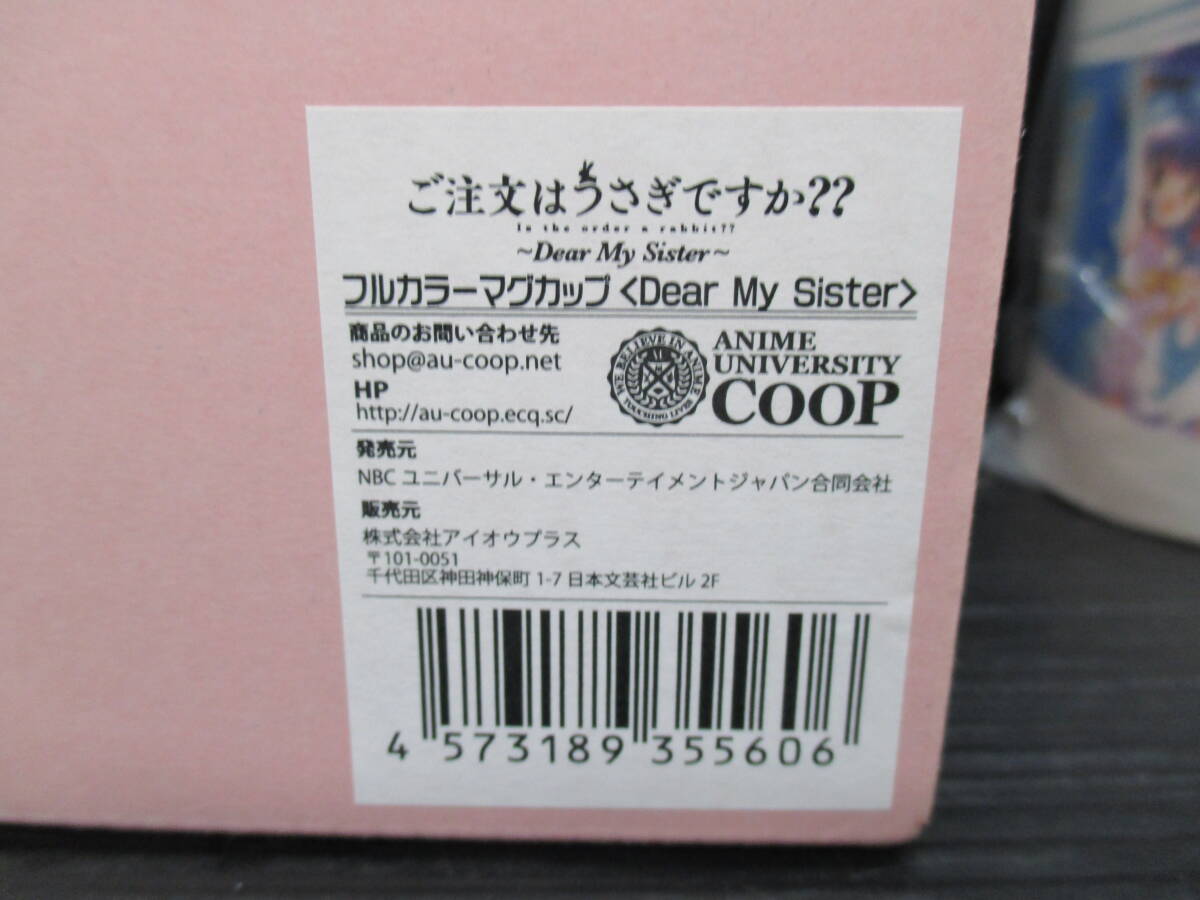 ご注文はうさぎですか??
Is the order a rabbit??
~Dear My Sister~
フルカラーマグカップ<Dear My Sister>
商品のお問い合わせ先
shop@au-coop.net
HP
http://au-coop.ecq.sc/
WE BELIEVE IN ANIME
TOUCHING LIVES
ANIME
UNIVERSITY
COOP
発売元
NBC ユニバーサル・エンターテイメントジャパン合同会社
販売元
株式会社アイオウプラス
〒101-0051
千代田区神田神保町 1-7 日本文芸社ビル 2F
4 573189 355606